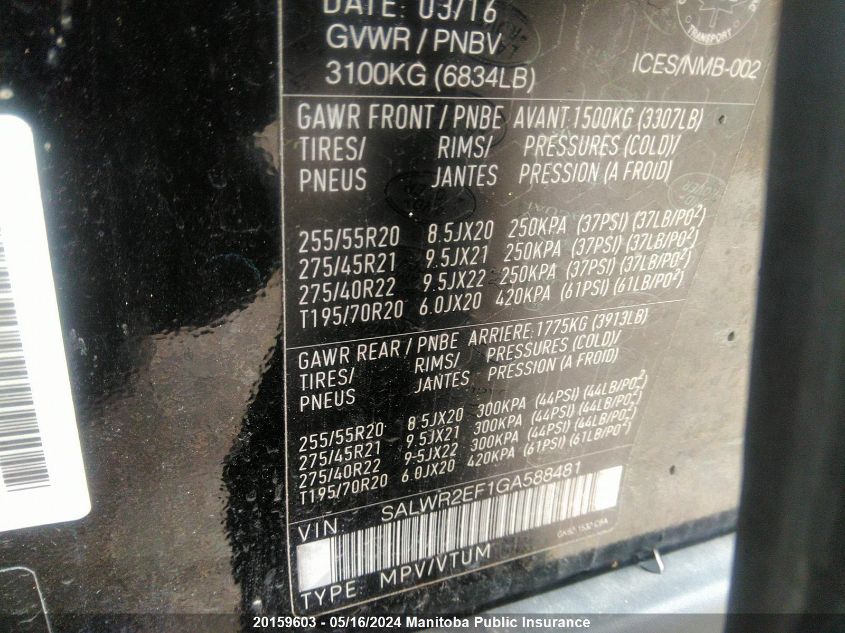 DATE: 03/16
GVWR / PNBV
3100KG (6834LB)
TRANSPORT
ICES/NMB-002
GAWR FRONT / PNBE AVANT 1500KG (3307LB)
TIRES/ RIMS/ PRESSURES (COLD)/
PNEUS JANTES PRESSION (A FROID)
255/55R20 8.5JX20 250KPA (37PSI) (37LB/PO²)
275/45R21 9.5JX21 250KPA (37PSI) (37LB/PO²)
275/40R22 9.5JX22 250KPA (37PSI) (37LB/PO²)
T195/70R20 6.0JX20 420KPA (61PSI) (61LB/PO²)
GAWR REAR / PNBE ARRIERE 1775KG (3913LB)
TIRES/ RIMS/ PRESSURES (COLD)/
PNEUS JANTES PRESSION (A FROID)
255/55R20 8.5JX20 300KPA (44PSI) (44LB/PO²)
275/45R21 9.5JX21 300KPA (44PSI) (44LB/PO²)
275/40R22 9.5JX22 300KPA (44PSI) (44LB/PO²)
T195/70R20 6.0JX20 420KPA (61PSI) (61LB/PO²)
VIN: SALWR2EF1GA588481
TYPE: MPV/VTUM
20159603 - 05/16/2024 Manitoba Public Insurance